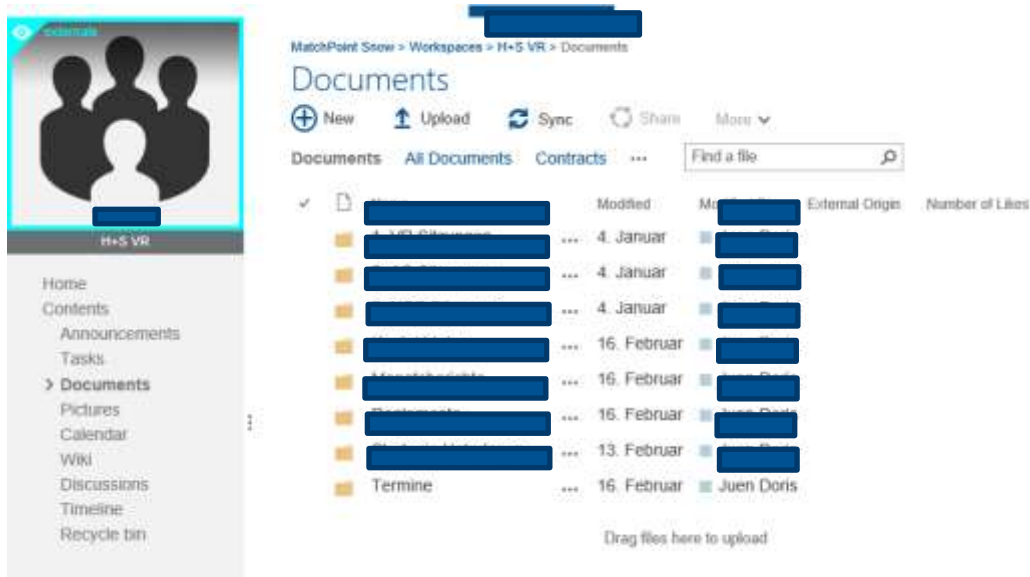 externals
H+S VR
Home
Contents
Announcements
Tasks
Documents
Pictures
Calendar
Wiki
Discussions
Timeline
Recycle bin
MatchPoint Snow > Workspaces > H+S VR > Documents
Documents
New Upload Sync Share More
Documents All Documents Contracts ... Find a file
Modified External Origin Number of Likes
... 4. Januar
... 4. Januar
... 4. Januar
... 16. Februar
... 16. Februar
... 16. Februar
... 13. Februar
Termine ... 16. Februar Juen Doris
Drag files here to upload